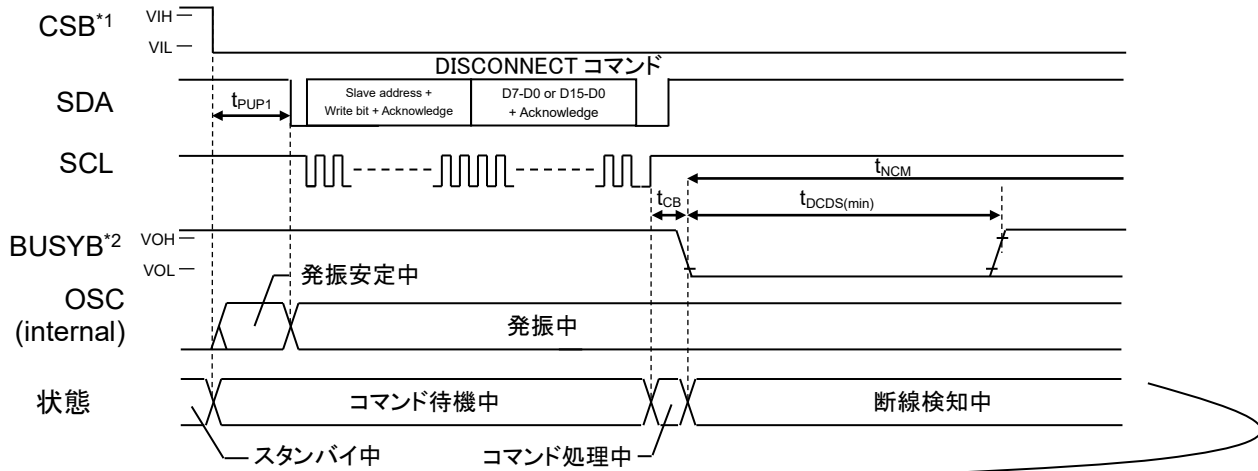 CSB*1
VIH
VIL
DISCONNECT コマンド
SDA
tPUP1
Slave address +
Write bit + Acknowledge
D7-D0 or D15-D0
+ Acknowledge
SCL
tNCM
tCB
tDCDS(min)
BUSYB*2
VOH
VOL
発振安定中
OSC
(internal)
発振中
状態
コマンド待機中
断線検知中
スタンバイ中
コマンド処理中